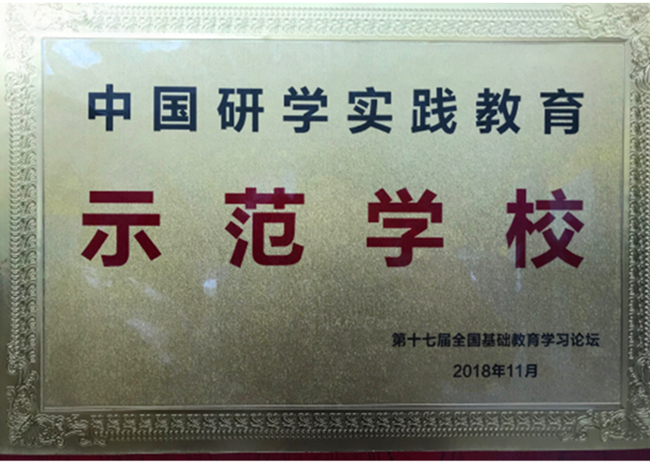 中国研学实践教育
示范学校
第十七届全国基础教育学习论坛
2018年11月